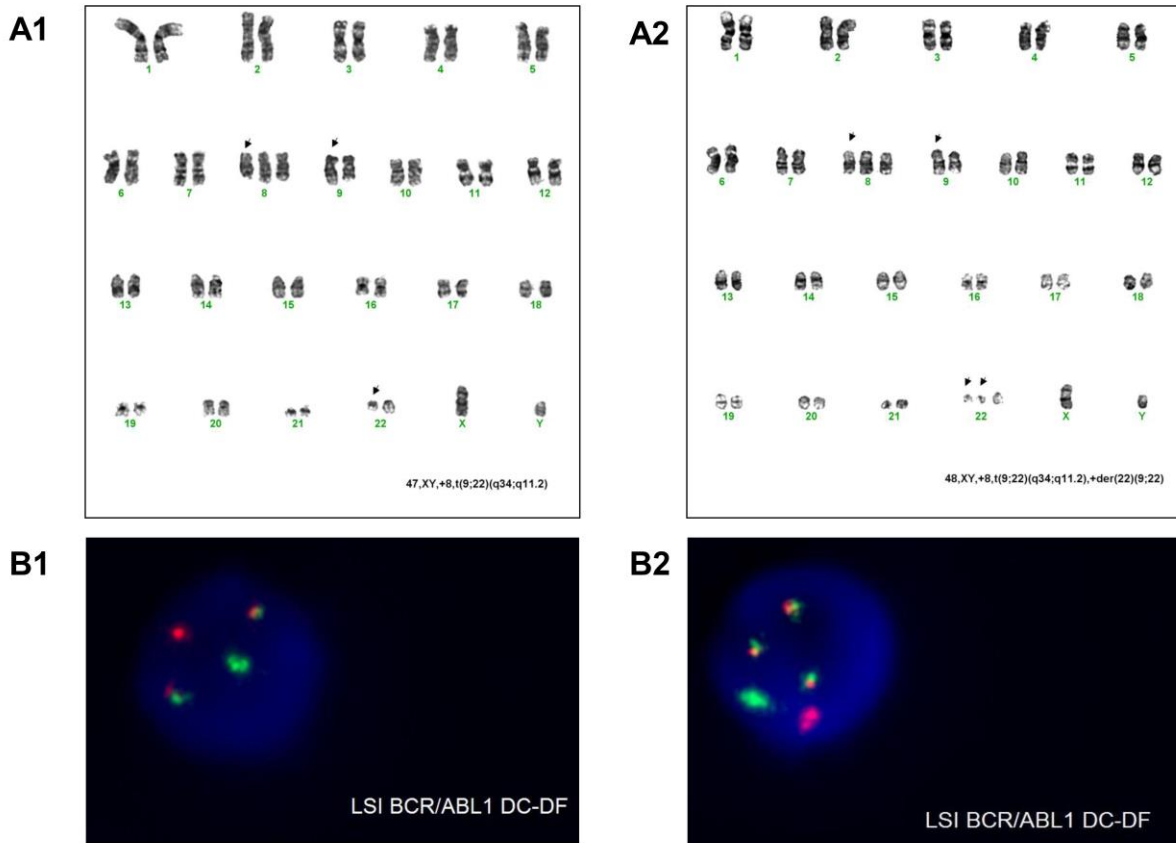 A1
A2
1 2 3 4 5
6 7 8 9 10 11 12
13 14 15 16 17 18
19 20 21 22 X Y
47,XY,+8,t(9;22)(q34;q11.2)
1 2 3 4 5
6 7 8 9 10 11 12
13 14 15 16 17 18
19 20 21 22 X Y
48,XY,+8,t(9;22)(q34;q11.2),+der(22)(9;22)
B1
B2
LSI BCR/ABL1 DC-DF
LSI BCR/ABL1 DC-DF